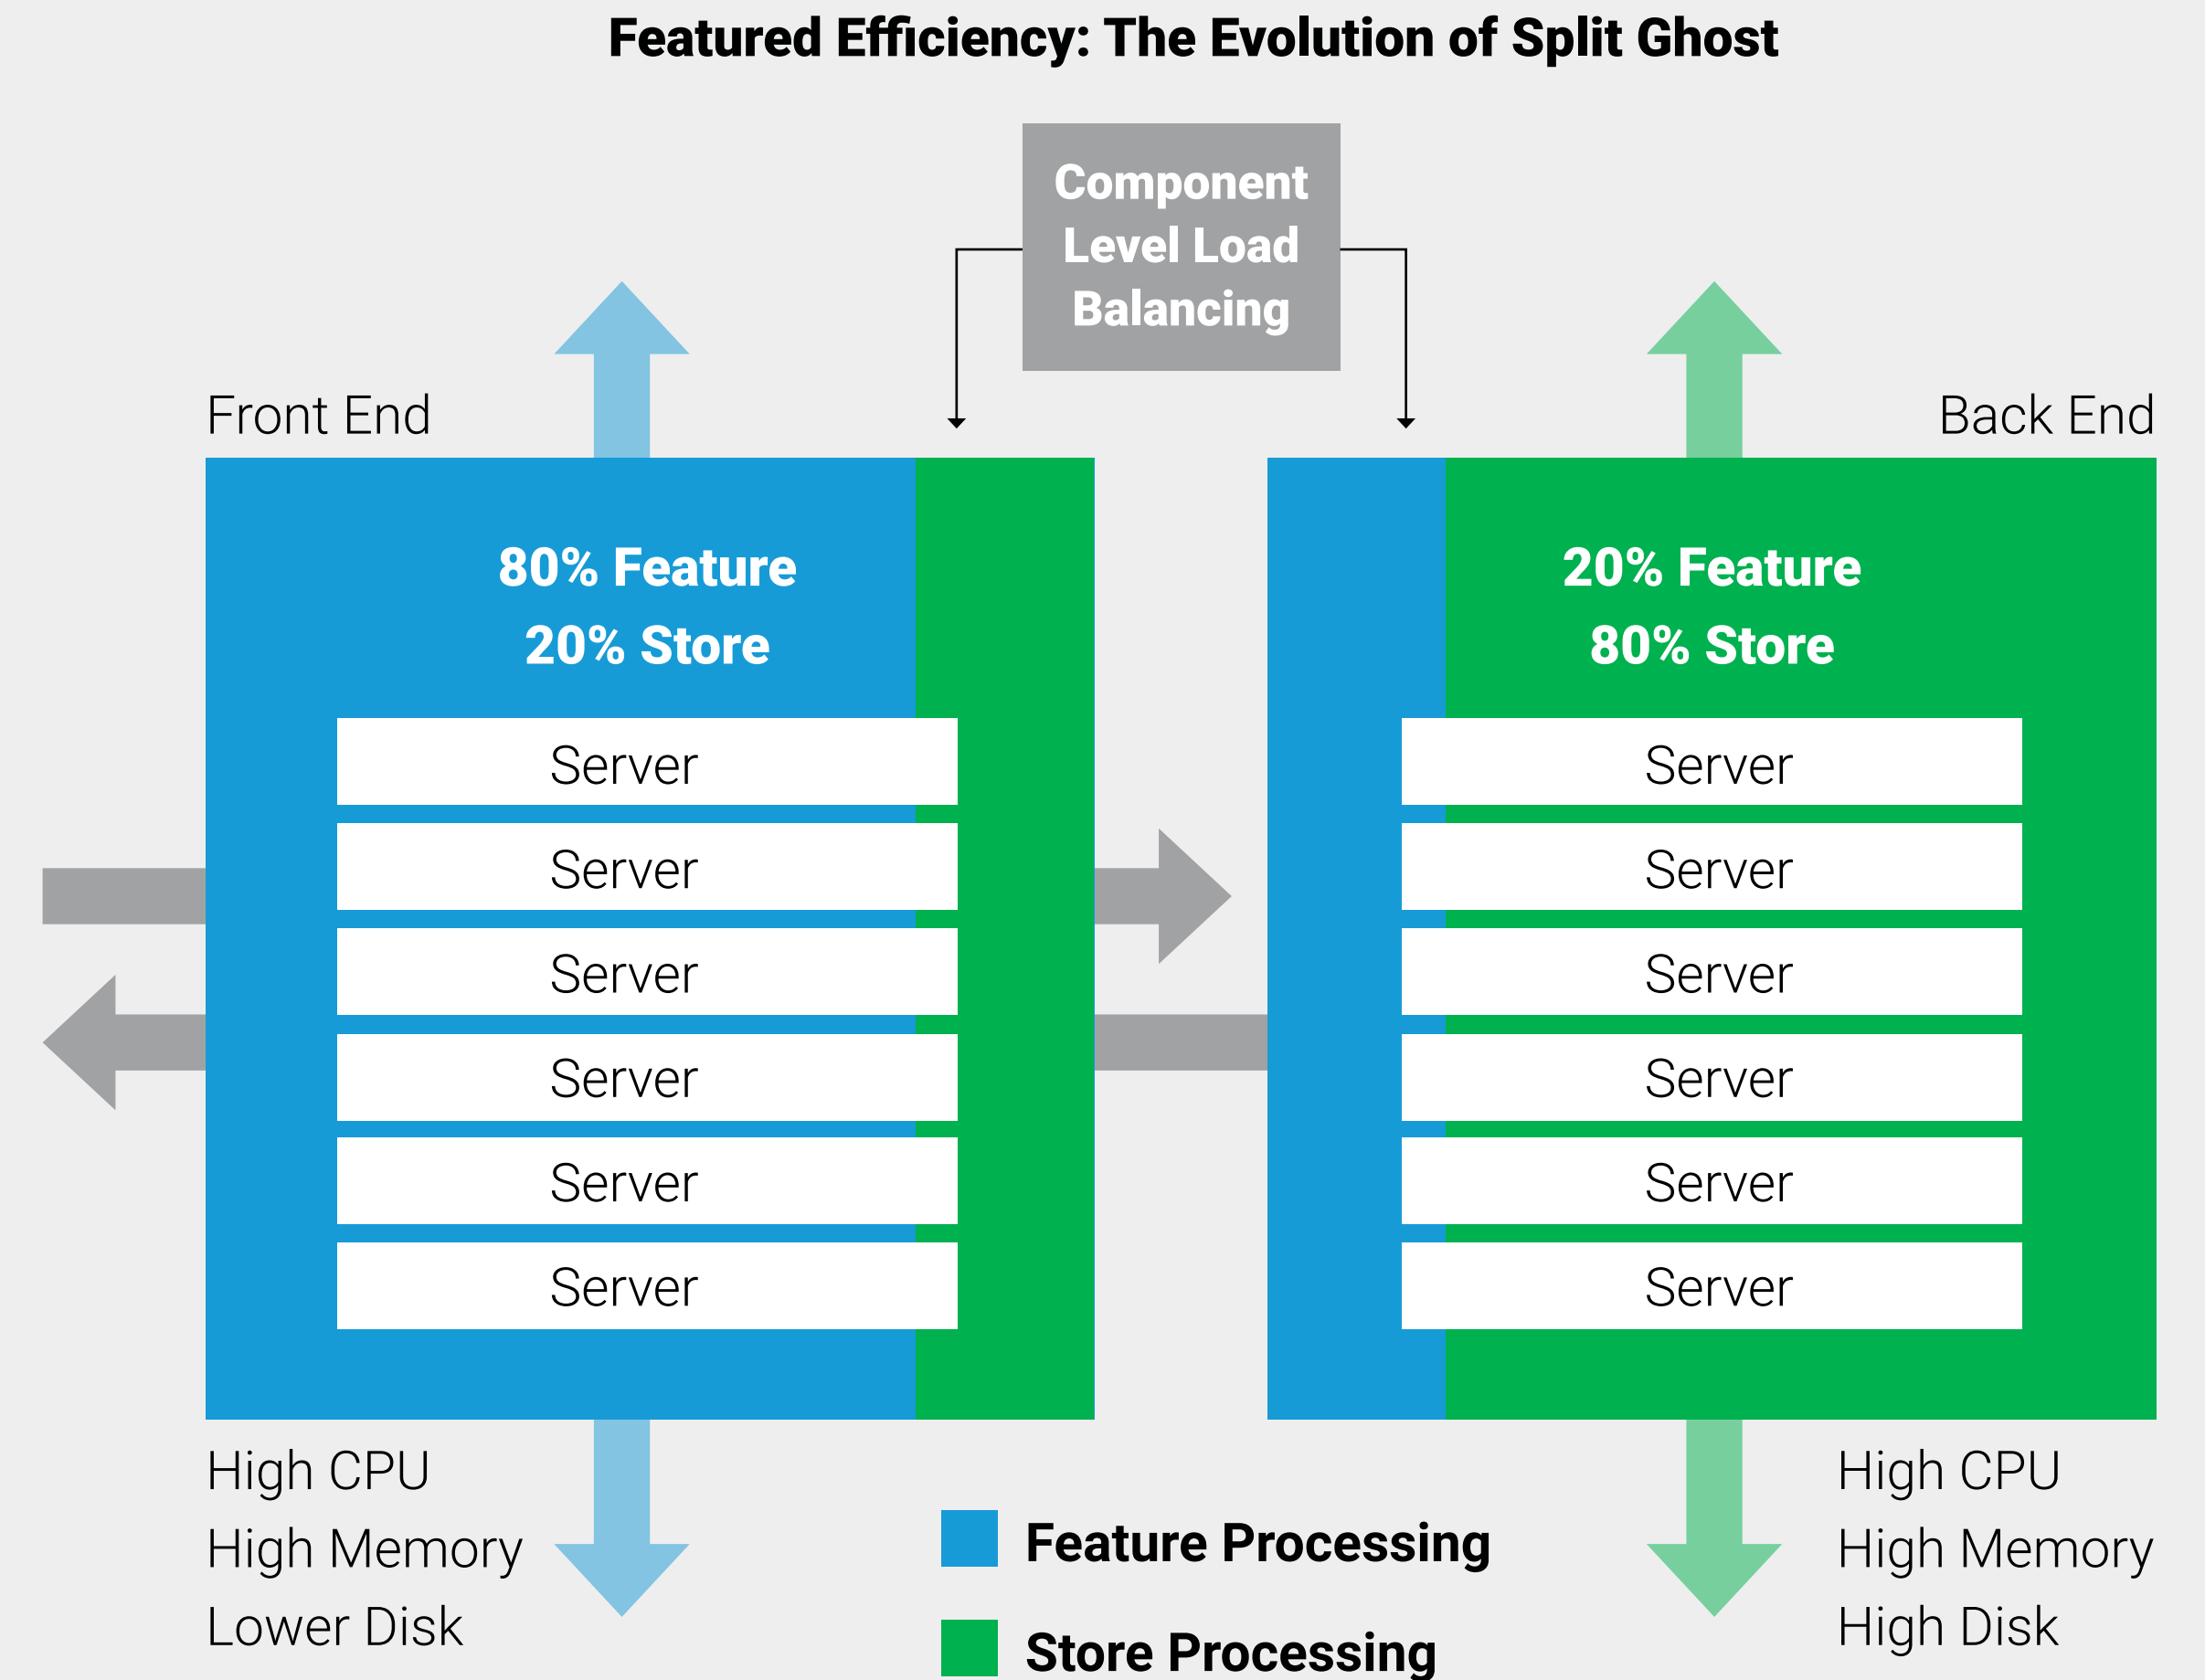 Featured Efficiency: The Evolution of Split Ghost
Component
Level Load
Balancing
Front End
Back End
80% Feature
20% Store
20% Feature
80% Store
Server
Server
Server
Server
Server
Server
Server
Server
Server
Server
Server
Server
High CPU
High Memory
Lower Disk
High CPU
High Memory
High Disk
Feature Processing
Store Processing